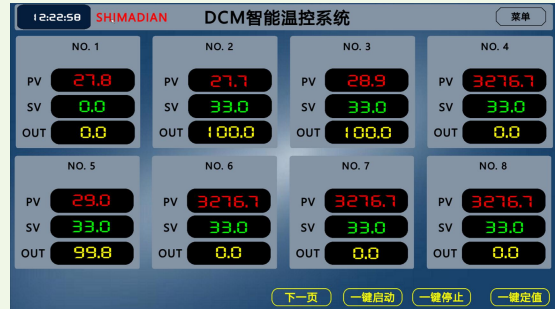 12:22:58 SHIMADIAN DCM智能温控系统 菜单
NO. 1 NO. 2 NO. 3 NO. 4
PV 27.8 PV 27.7 PV 28.9 PV 3276.7
SV 0.0 SV 33.0 SV 33.0 SV 33.0
OUT 0.0 OUT 100.0 OUT 100.0 OUT 0.0
NO. 5 NO. 6 NO. 7 NO. 8
PV 29.0 PV 3276.7 PV 3276.7 PV 3276.7
SV 33.0 SV 33.0 SV 33.0 SV 33.0
OUT 99.8 OUT 0.0 OUT 0.0 OUT 0.0
下一页 一键启动 一键停止 一键定值